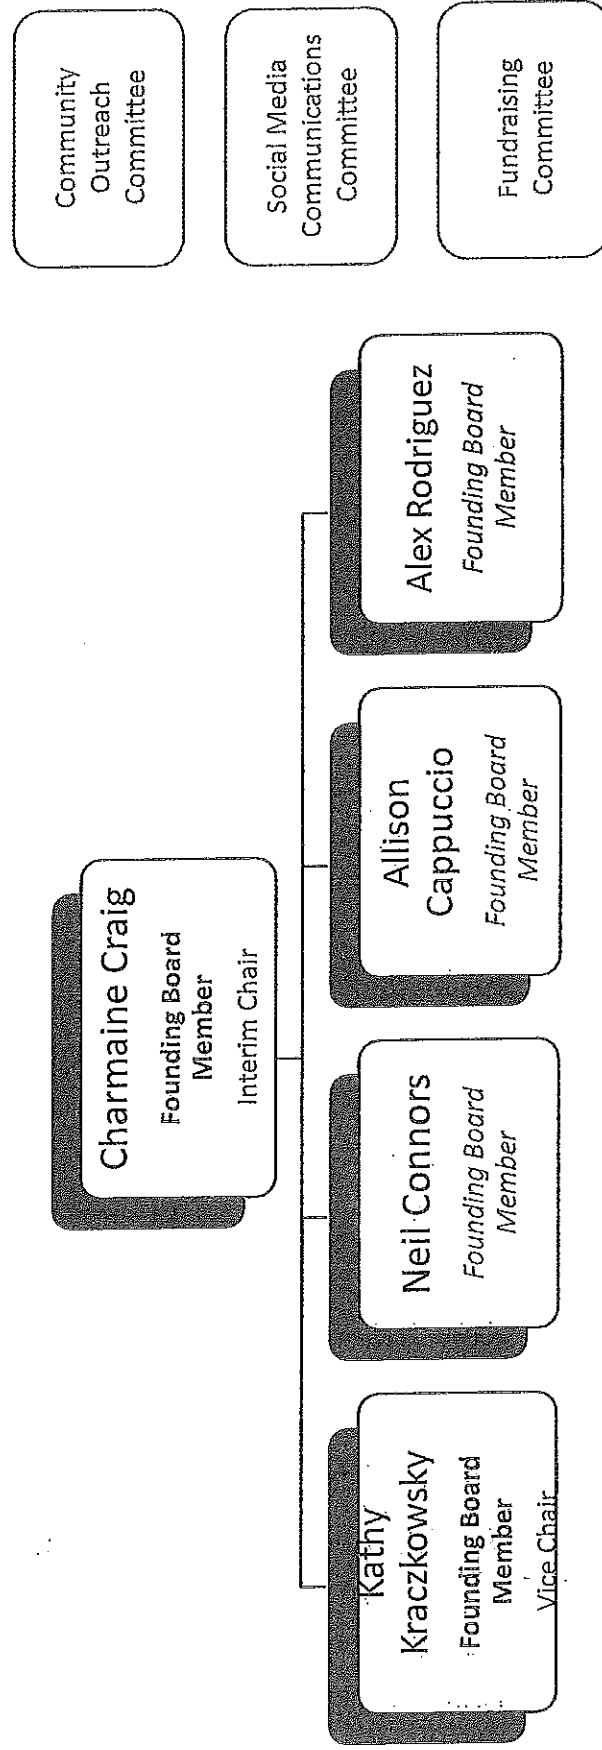 Charmaine Craig
Founding Board
Member
Interim Chair
Kathy
Kraczkowsky
Founding Board
Member
Vice Chair
Neil Connors
Founding Board
Member
Allison
Cappuccio
Founding Board
Member
Alex Rodriguez
Founding Board
Member
Community
Outreach
Committee
Social Media
Communications
Committee
Fundraising
Committee